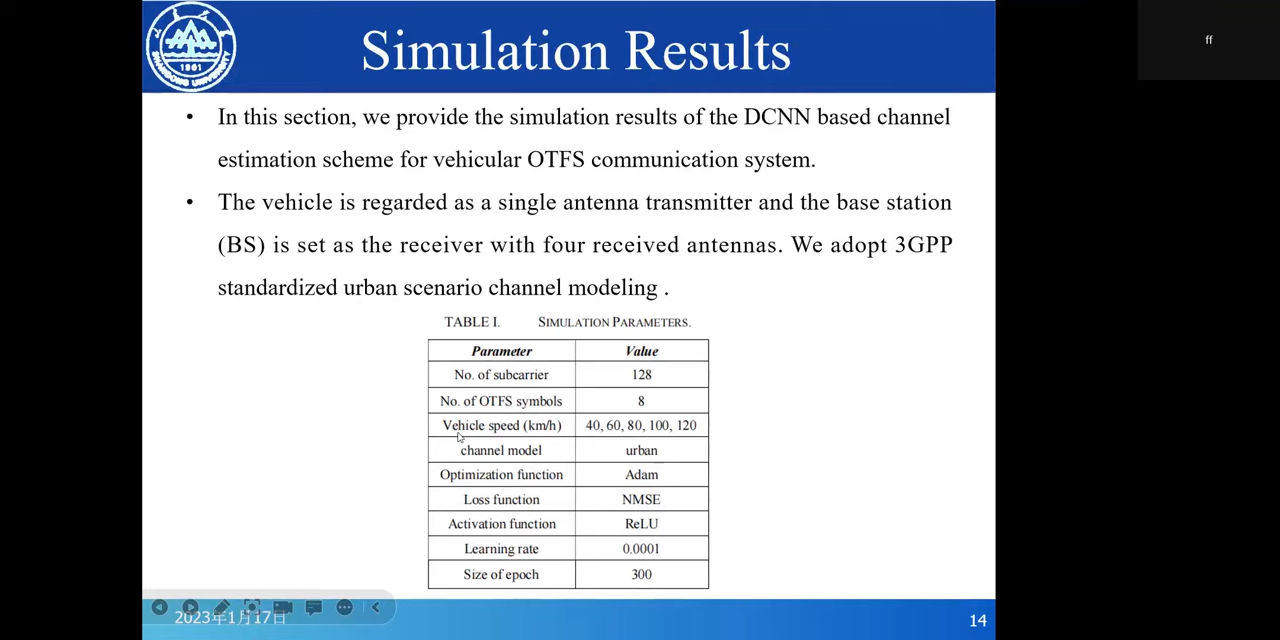 Simulation Results
ff
SHANDONG UNIVERSITY
1901
• In this section, we provide the simulation results of the DCNN based channel
estimation scheme for vehicular OTFS communication system.
• The vehicle is regarded as a single antenna transmitter and the base station
(BS) is set as the receiver with four received antennas. We adopt 3GPP
standardized urban scenario channel modeling .
TABLE I. SIMULATION PARAMETERS.
Parameter Value
No. of subcarrier 128
No. of OTFS symbols 8
Vehicle speed (km/h) 40, 60, 80, 100, 120
channel model urban
Optimization function Adam
Loss function NMSE
Activation function ReLU
Learning rate 0.0001
Size of epoch 300
2023年1月17日
14